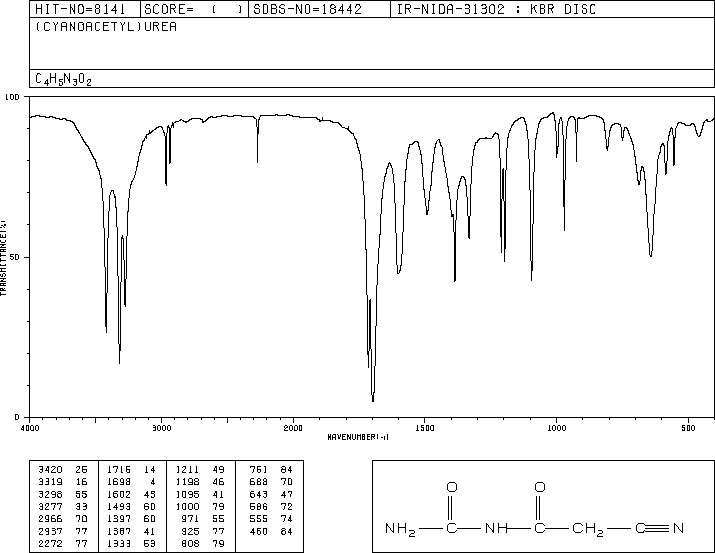 HIT-NO=8141 SCORE= ( ) SDBS-NO=18442 IR-NIDA-31302 : KBR DISC
(CYANOACETYL)UREA
C4H5N3O2
100
50
0
TRANSMITTANCE(%)
4000 3000 2000 1500 1000 500
WAVENUMBER(-1)
3420 26 1716 14 1211 49 761 84
3319 16 1698 4 1198 46 688 70
3298 55 1602 43 1095 41 643 47
3277 33 1493 60 1000 79 586 72
2966 70 1397 60 971 55 555 74
2937 77 1387 41 925 77 460 84
2272 77 1333 53 808 79
O O
NH2 C NH C CH2 C N